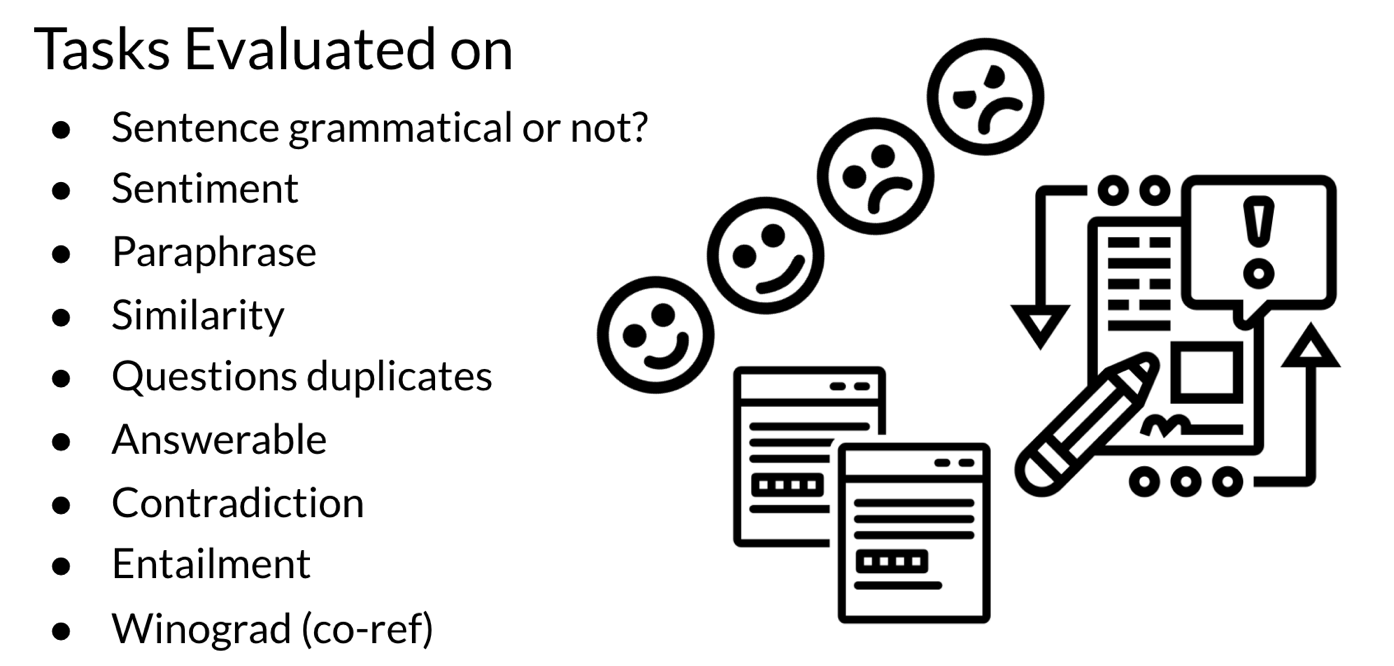 Tasks Evaluated on
● Sentence grammatical or not?
● Sentiment
● Paraphrase
● Similarity
● Questions duplicates
● Answerable
● Contradiction
● Entailment
● Winograd (co-ref)
!